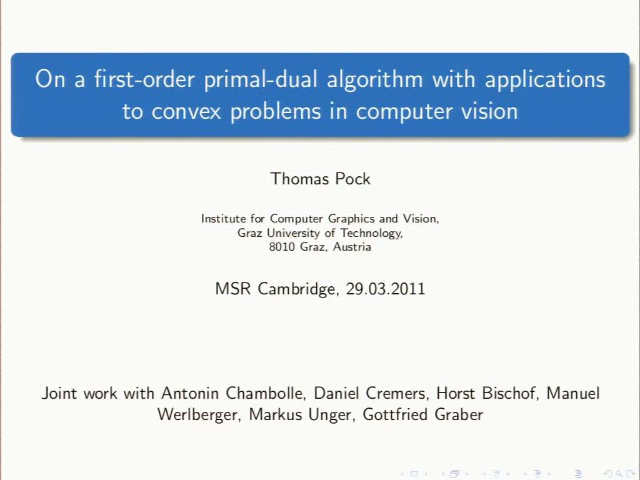 On a first-order primal-dual algorithm with applications
to convex problems in computer vision
Thomas Pock
Institute for Computer Graphics and Vision,
Graz University of Technology,
8010 Graz, Austria
MSR Cambridge, 29.03.2011
Joint work with Antonin Chambolle, Daniel Cremers, Horst Bischof, Manuel
Werlberger, Markus Unger, Gottfried Graber